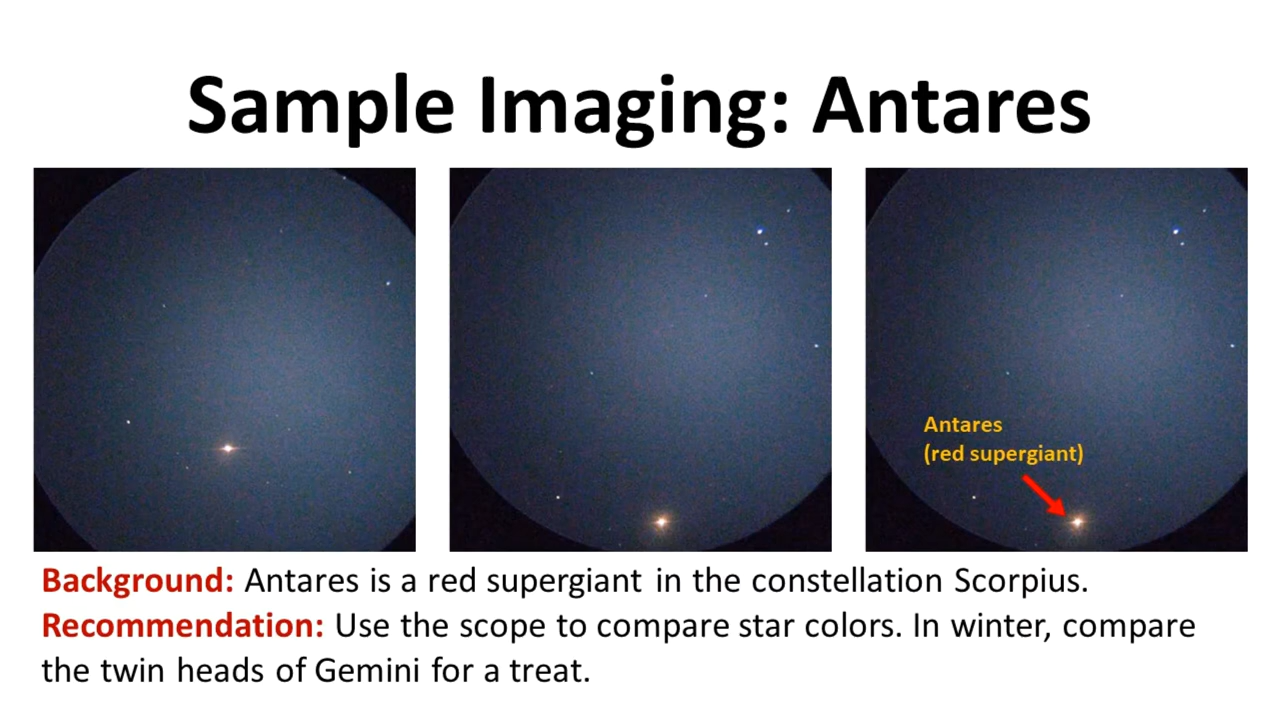 Sample Imaging: Antares
Antares
(red supergiant)
Background: Antares is a red supergiant in the constellation Scorpius.
Recommendation: Use the scope to compare star colors. In winter, compare
the twin heads of Gemini for a treat.